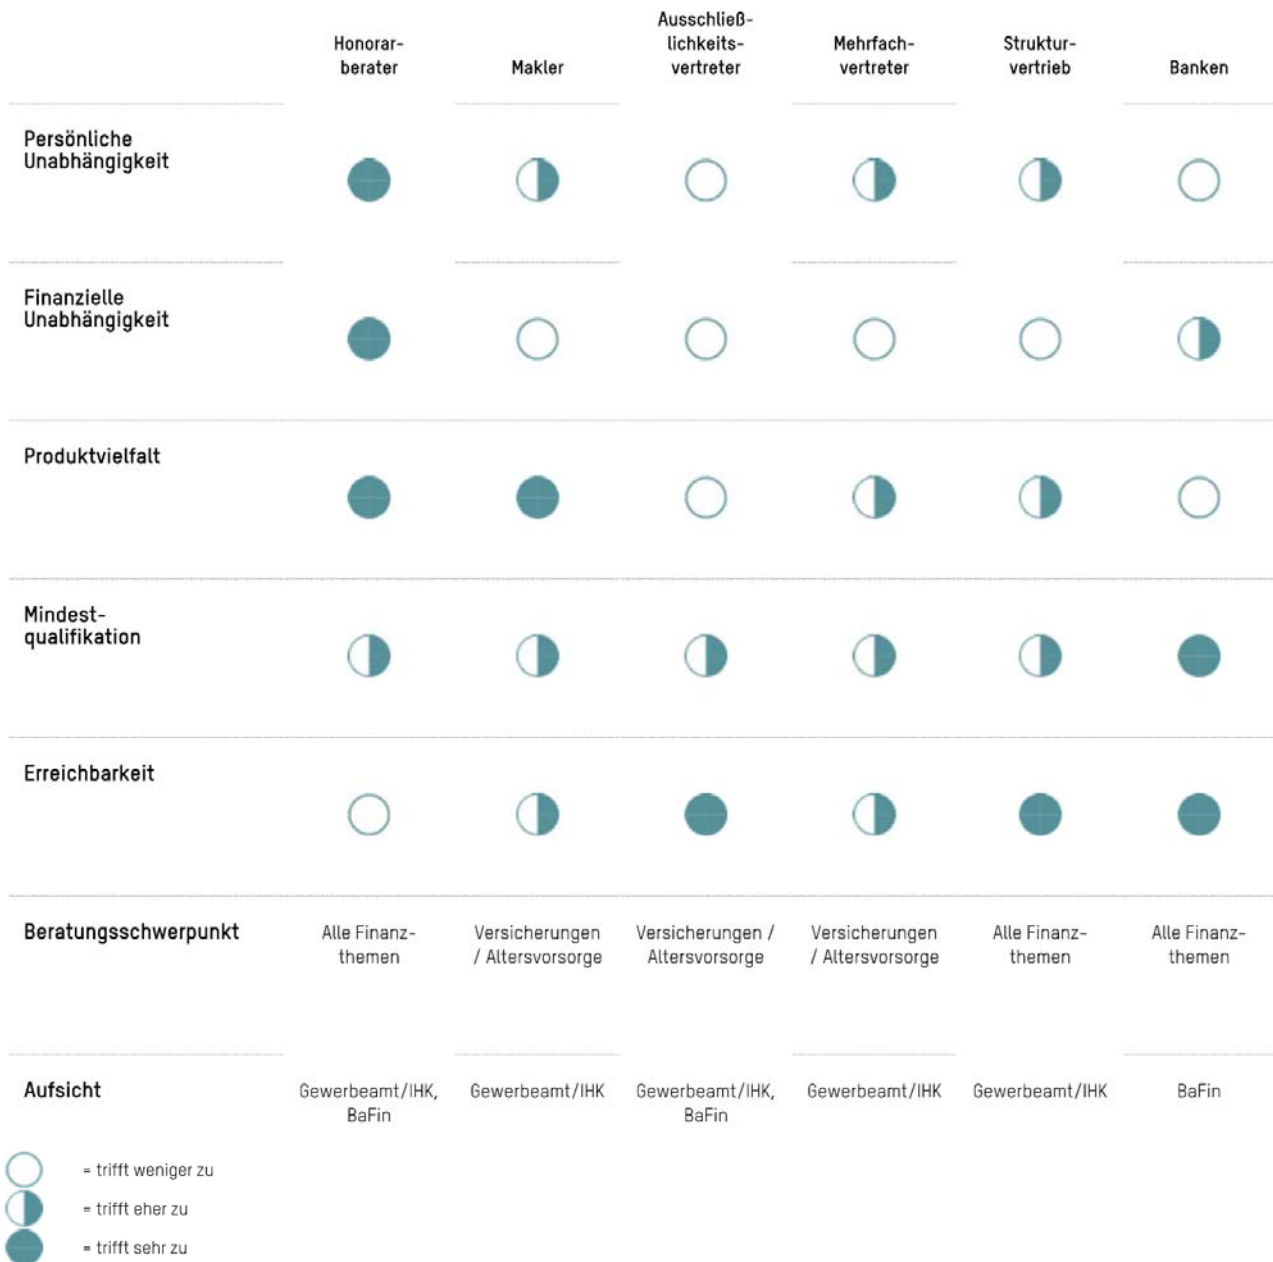 Honorar-
berater
Makler
Ausschließ-
lichkeits-
vertreter
Mehrfach-
vertreter
Struktur-
vertrieb
Banken
Persönliche
Unabhängigkeit
Finanzielle
Unabhängigkeit
Produktvielfalt
Mindest-
qualifikation
Erreichbarkeit
Beratungsschwerpunkt
Alle Finanz-
themen
Versicherungen
/ Altersvorsorge
Versicherungen /
Altersvorsorge
Versicherungen
/ Altersvorsorge
Alle Finanz-
themen
Alle Finanz-
themen
Aufsicht
Gewerbeamt/IHK,
BaFin
Gewerbeamt/IHK
Gewerbeamt/IHK,
BaFin
Gewerbeamt/IHK
Gewerbeamt/IHK
BaFin
= trifft weniger zu
= trifft eher zu
= trifft sehr zu